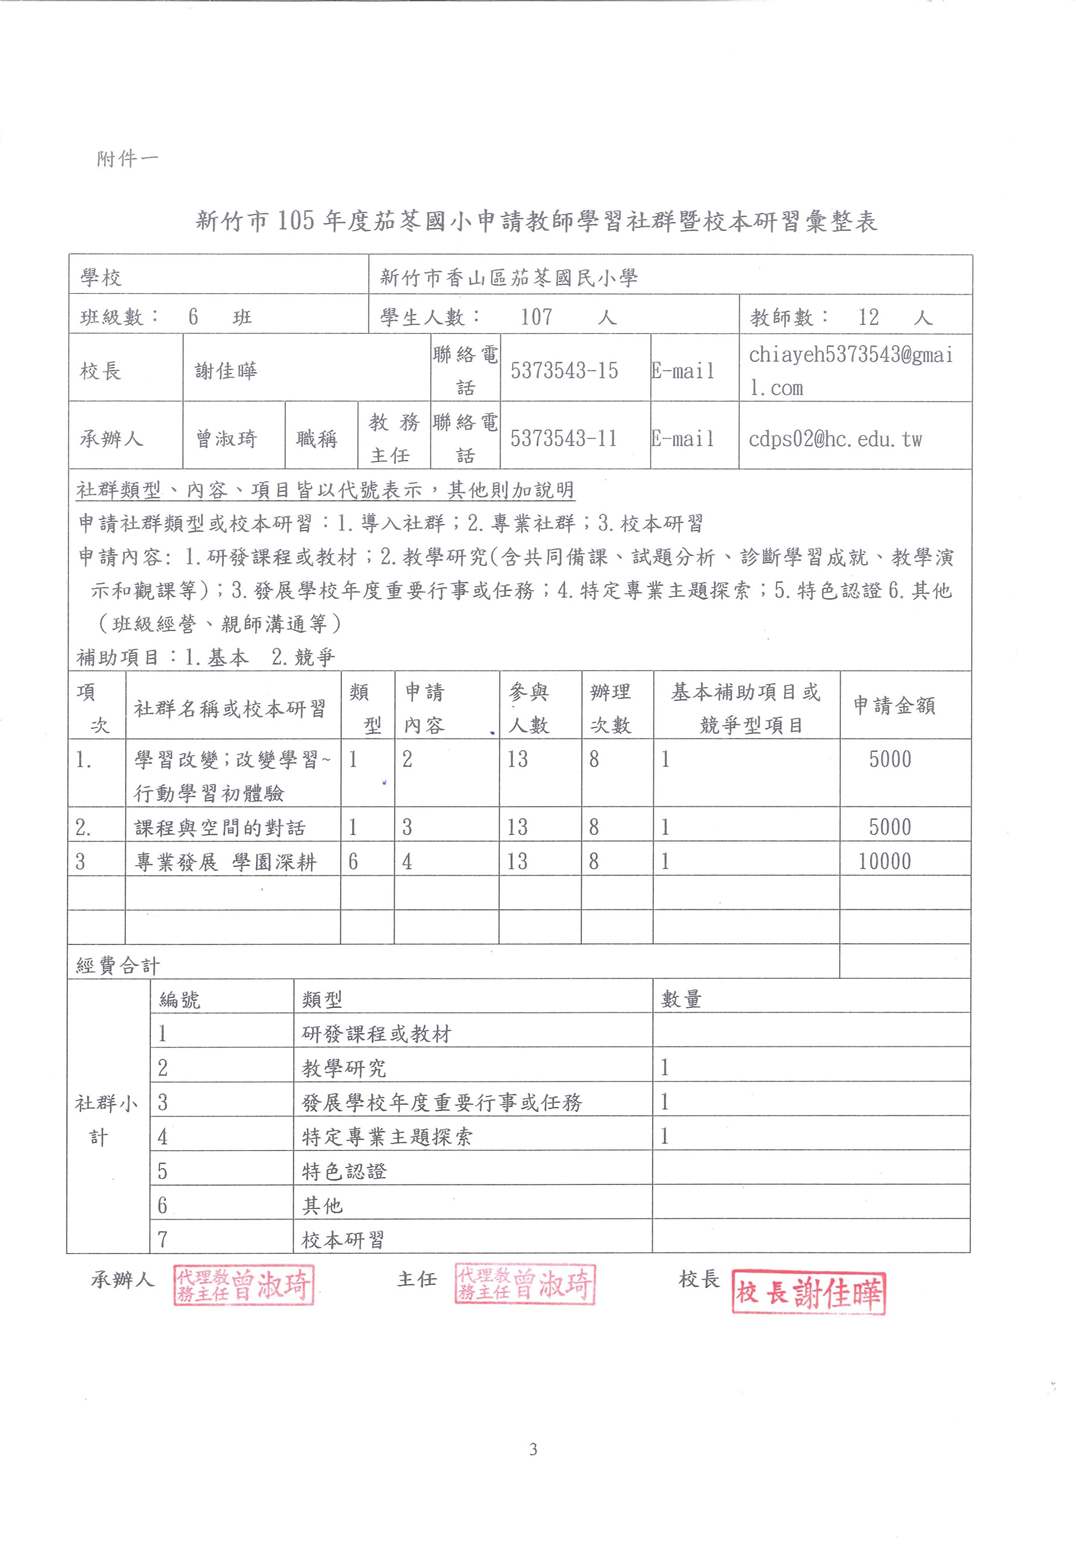 附件一
新竹市 105 年度茄苳國小申請教師學習社群暨校本研習彙整表
學校 新竹市香山區茄苳國民小學
班級數： 6 班 學生人數： 107 人 教師數： 12 人
校長 謝佳曄 聯絡電話 5373543-15 E-mail chiayeh5373543@gmail.com
承辦人 曾淑琦 職稱 教務主任 聯絡電話 5373543-11 E-mail cdps02@hc.edu.tw
社群類型、內容、項目皆以代號表示，其他則加說明
申請社群類型或校本研習：1.導入社群；2.專業社群；3.校本研習
申請內容: 1.研發課程或教材；2.教學研究(含共同備課、試題分析、診斷學習成就、教學演
示和觀課等)；3.發展學校年度重要行事或任務；4.特定專業主題探索；5.特色認證 6.其他
（班級經營、親師溝通等）
補助項目：1.基本 2.競爭
項次 社群名稱或校本研習 類型 申請內容 參與人數 辦理次數 基本補助項目或競爭型項目 申請金額
1. 學習改變；改變學習~行動學習初體驗 1 2 13 8 1 5000
2. 課程與空間的對話 1 3 13 8 1 5000
3 專業發展 學園深耕 6 4 13 8 1 10000
經費合計
社群小計
編號 類型 數量
1 研發課程或教材
2 教學研究 1
3 發展學校年度重要行事或任務 1
4 特定專業主題探索 1
5 特色認證
6 其他
7 校本研習
承辦人 代理教務主任曾淑琦 主任 代理教務主任曾淑琦 校長 校長謝佳曄
3